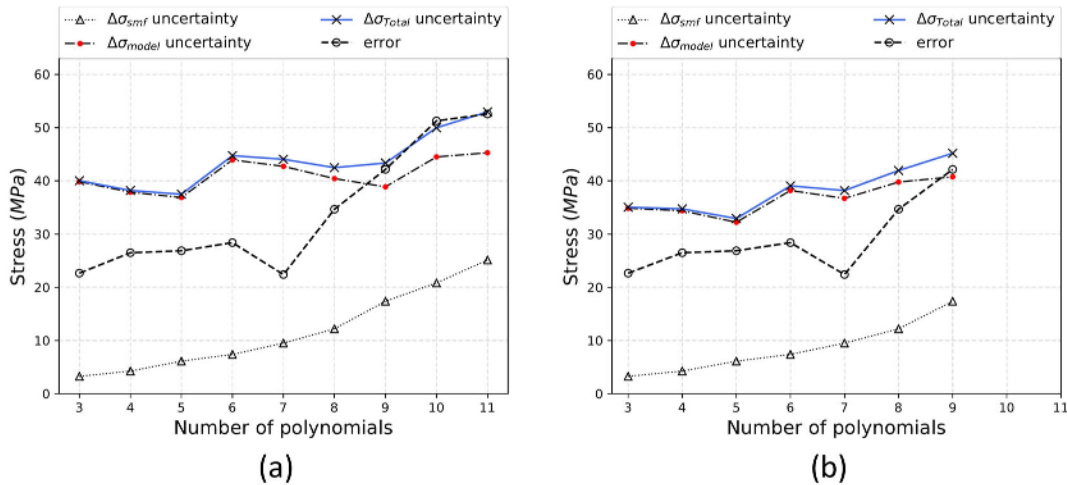 Δσsmf uncertainty ΔσTotal uncertainty
Δσmodel uncertainty error
60
50
40
30
20
10
0
Stress (MPa)
3 4 5 6 7 8 9 10 11
Number of polynomials
(a)
Δσsmf uncertainty ΔσTotal uncertainty
Δσmodel uncertainty error
60
50
40
30
20
10
0
Stress (MPa)
3 4 5 6 7 8 9 10 11
Number of polynomials
(b)